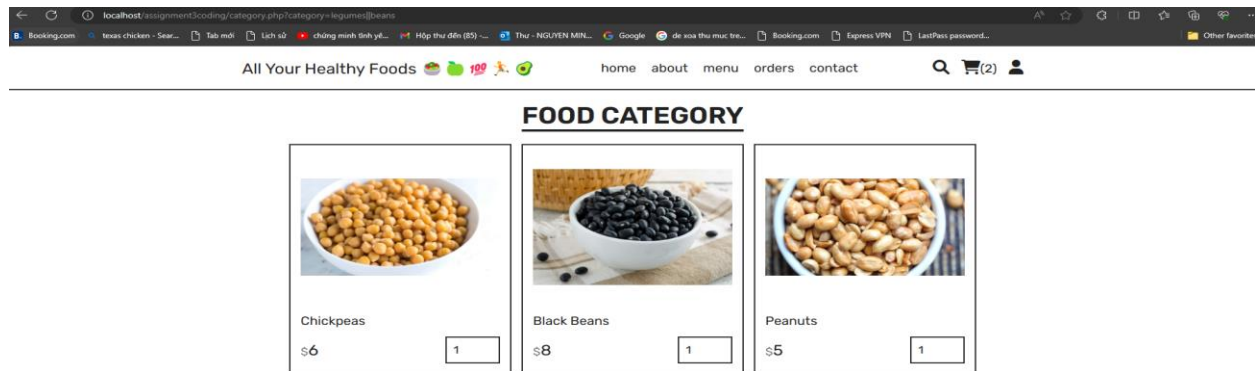 localhost/assignment3coding/category.php?category=legumes||beans
Booking.com texas chicken - Sear... Tab mới Lịch sử chứng minh tình yê... Hộp thư đến (85) -... Thư - NGUYEN MIN... Google de xoa thu muc tre... Booking.com Express VPN LastPass password... Other favorites
All Your Healthy Foods 🥗 🍏 💯 🏃 🥑 home about menu orders contact (2)
FOOD CATEGORY
Chickpeas Black Beans Peanuts
$6 1 $8 1 $5 1